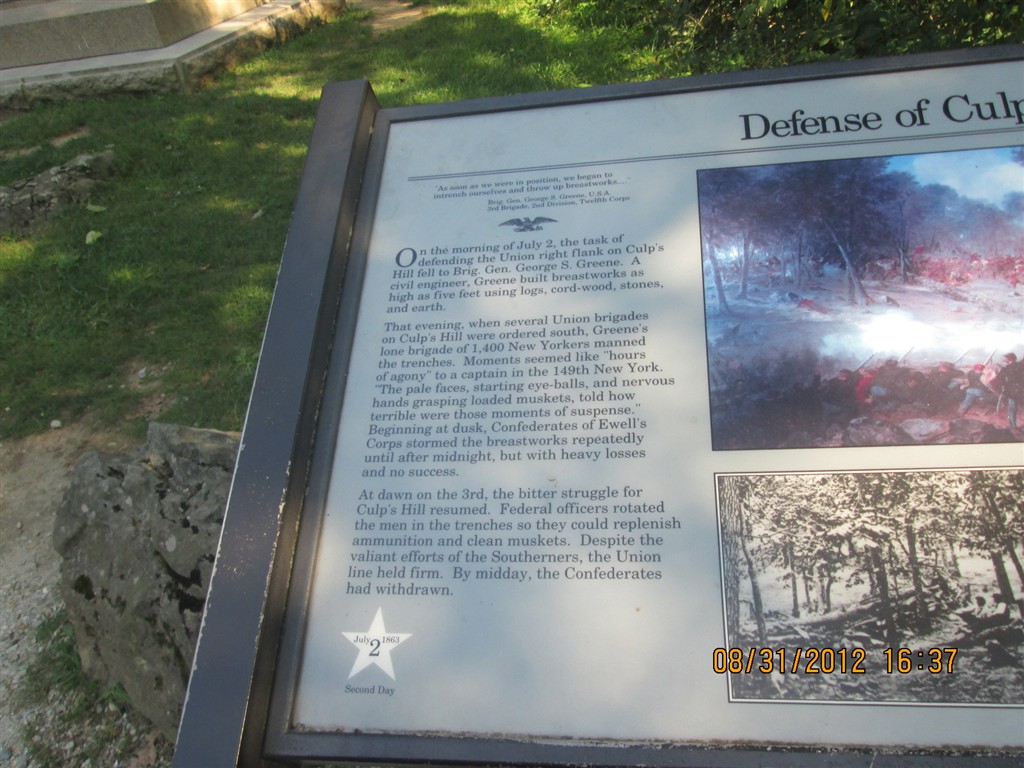 Defense of Culp
"As soon as we were in position, we began to
intrench ourselves and throw up breastworks...."
Brig. Gen. George S. Greene, U.S.A.
3rd Brigade, 2nd Division, Twelfth Corps
On the morning of July 2, the task of
defending the Union right flank on Culp's
Hill fell to Brig. Gen. George S. Greene. A
civil engineer, Greene built breastworks as
high as five feet using logs, cord-wood, stones,
and earth.
That evening, when several Union brigades
on Culp's Hill were ordered south, Greene's
lone brigade of 1,400 New Yorkers manned
the trenches. Moments seemed like "hours
of agony" to a captain in the 149th New York.
"The pale faces, starting eye-balls, and nervous
hands grasping loaded muskets, told how
terrible were those moments of suspense."
Beginning at dusk, Confederates of Ewell's
Corps stormed the breastworks repeatedly
until after midnight, but with heavy losses
and no success.
At dawn on the 3rd, the bitter struggle for
Culp's Hill resumed. Federal officers rotated
the men in the trenches so they could replenish
ammunition and clean muskets. Despite the
valiant efforts of the Southerners, the Union
line held firm. By midday, the Confederates
had withdrawn.
July 1863
2
Second Day
08/31/2012 16:37